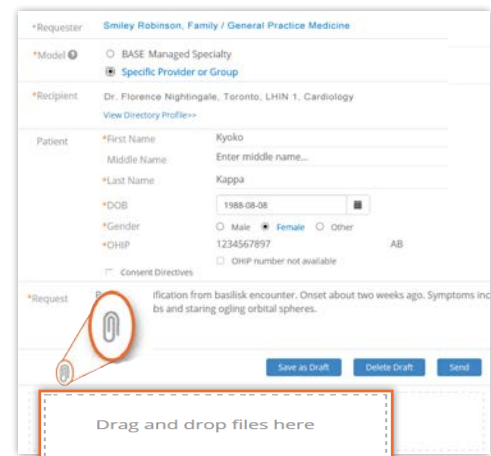 *Requester Smiley Robinson, Family / General Practice Medicine
*Model BASE Managed Specialty
Specific Provider or Group
*Recipient Dr. Florence Nightingale, Toronto, LHIN 1, Cardiology
View Directory Profile>>
Patient *First Name Kyoko
Middle Name Enter middle name...
*Last Name Kappa
*DOB 1988-08-08
*Gender Male Female Other
*OHIP 1234567897 AB
OHIP number not available
Consent Directives
*Request ification from basilisk encounter. Onset about two weeks ago. Symptoms inc
bs and staring ogling orbital spheres.
Save as Draft Delete Draft Send
Drag and drop files here